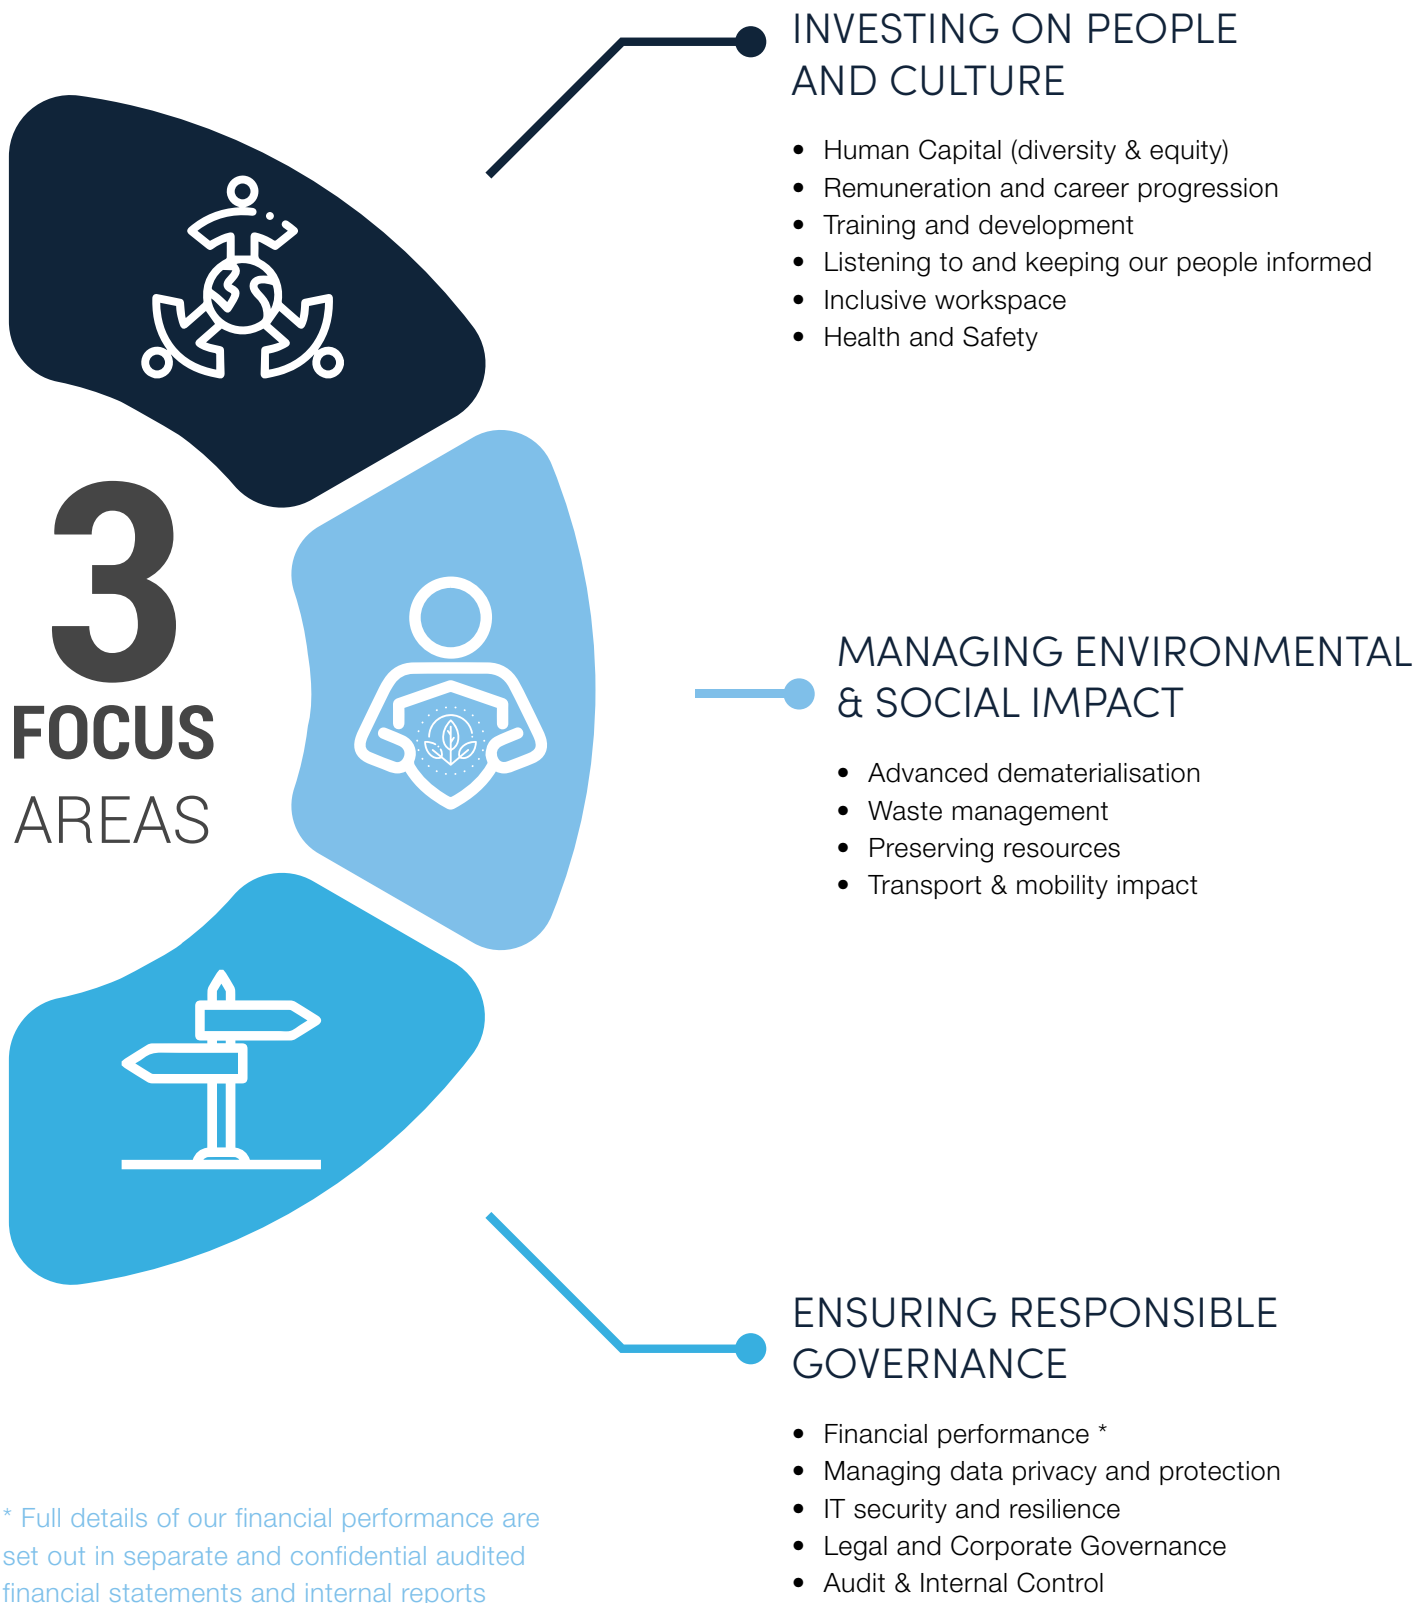 INVESTING ON PEOPLE
AND CULTURE
• Human Capital (diversity & equity)
• Remuneration and career progression
• Training and development
• Listening to and keeping our people informed
• Inclusive workspace
• Health and Safety
3
FOCUS
AREAS
MANAGING ENVIRONMENTAL
& SOCIAL IMPACT
• Advanced dematerialisation
• Waste management
• Preserving resources
• Transport & mobility impact
ENSURING RESPONSIBLE
GOVERNANCE
• Financial performance *
• Managing data privacy and protection
• IT security and resilience
• Legal and Corporate Governance
• Audit & Internal Control
* Full details of our financial performance are
set out in separate and confidential audited
financial statements and internal reports